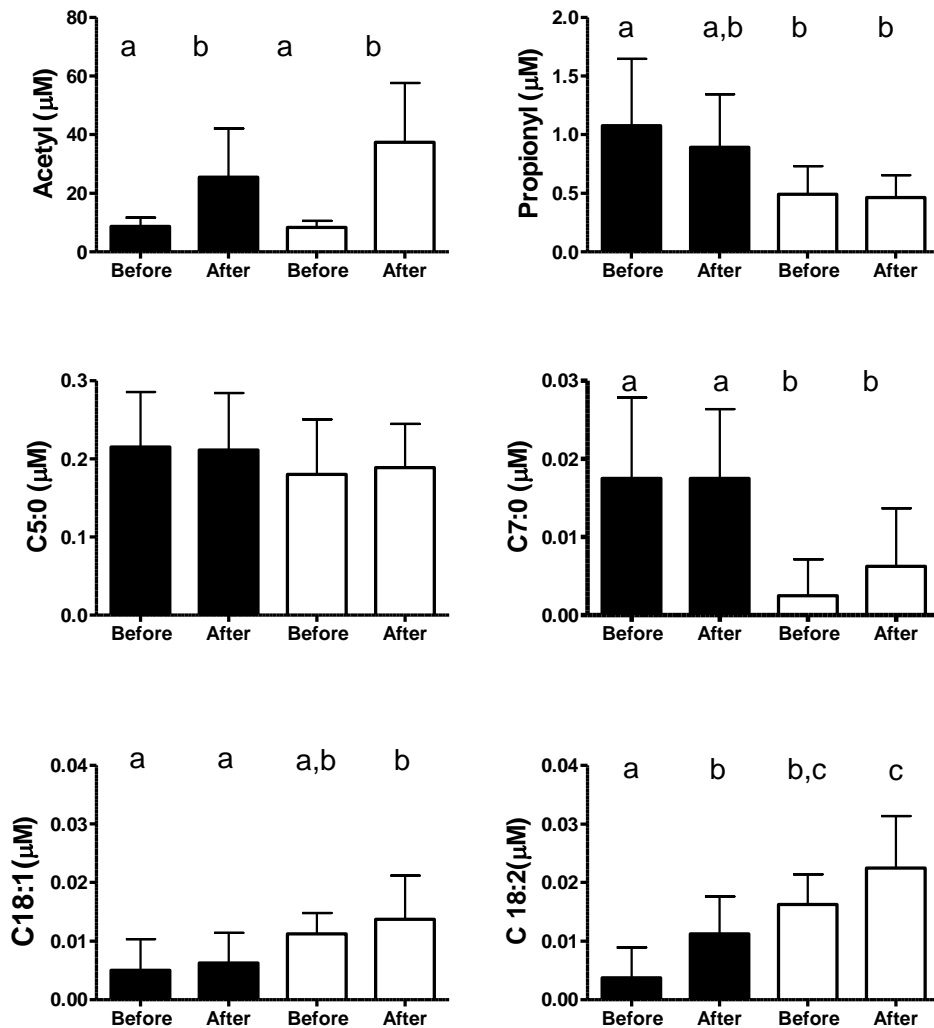 Acetyl (μM)
80
60
40
20
0
a b a b
Before After Before After
Propionyl (μM)
2.0
1.5
1.0
0.5
0.0
a a,b b b
Before After Before After
C5:0 (μM)
0.3
0.2
0.1
0.0
Before After Before After
C7:0 (μM)
0.03
0.02
0.01
0.00
a a b b
Before After Before After
C18:1(μM)
0.04
0.03
0.02
0.01
0.00
a a a,b b
Before After Before After
C 18:2(μM)
0.04
0.03
0.02
0.01
0.00
a b b,c c
Before After Before After